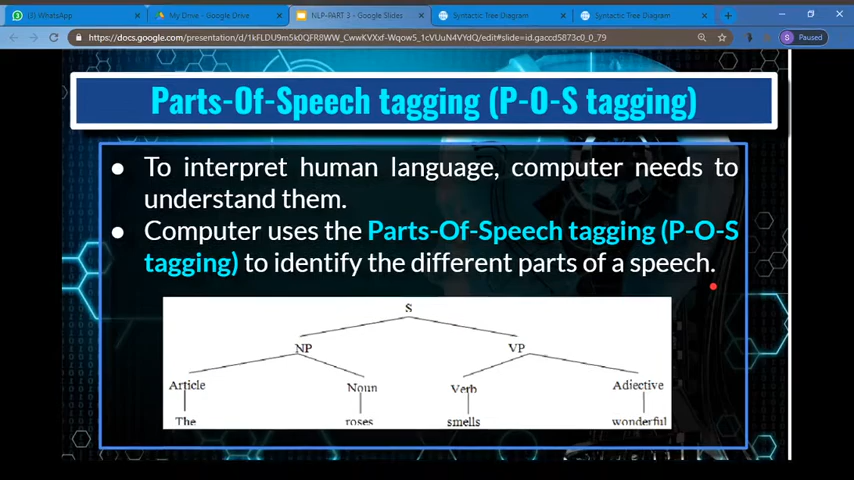 (3) WhatsApp
My Drive - Google Drive
NLP-PART 3 - Google Slides
Syntactic Tree Diagram
Syntactic Tree Diagram
https://docs.google.com/presentation/d/1kFLDU9m5k0QFR8WW_CwwKVXxf-Wqow5_1cVUuN4VYdQ/edit#slide=id.gaccd5873c0_0_79
S
Paused
Parts-Of-Speech tagging (P-O-S tagging)
● To interpret human language, computer needs to
understand them.
● Computer uses the Parts-Of-Speech tagging (P-O-S
tagging) to identify the different parts of a speech.
S
NP VP
Article Noun Verb Adjective
The roses smells wonderful